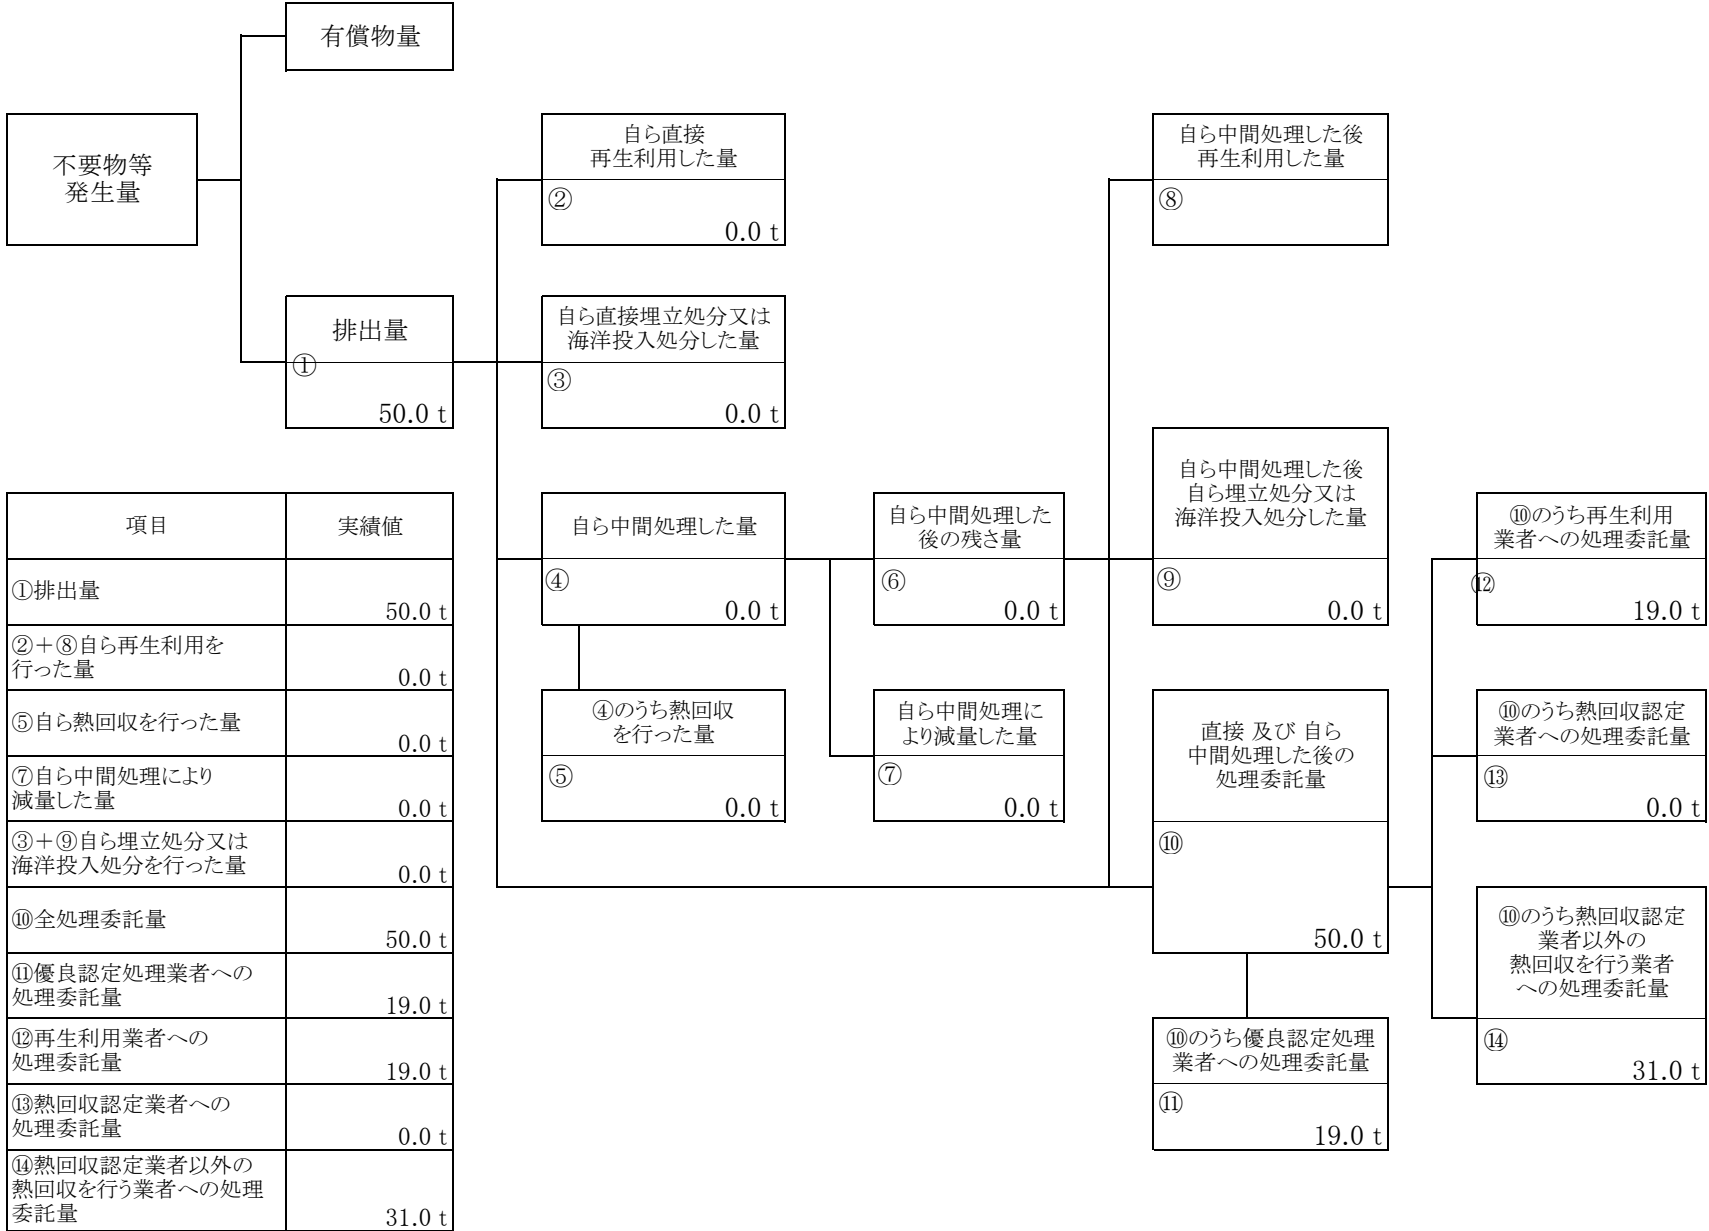 有償物量
不要物等
発生量
自ら直接
再生利用した量
②
0.0 t
自ら中間処理した後
再生利用した量
⑧
排出量
①
50.0 t
自ら直接埋立処分又は
海洋投入処分した量
③
0.0 t
自ら中間処理した量
④
0.0 t
自ら中間処理した
後の残さ量
⑥
0.0 t
自ら中間処理した後
自ら埋立処分又は
海洋投入処分した量
⑨
0.0 t
⑩のうち再生利用
業者への処理委託量
⑫
19.0 t
④のうち熱回収
を行った量
⑤
0.0 t
自ら中間処理に
より減量した量
⑦
0.0 t
直接 及び 自ら
中間処理した後の
処理委託量
⑩
50.0 t
⑩のうち熱回収認定
業者への処理委託量
⑬
0.0 t
⑩のうち熱回収認定
業者以外の
熱回収を行う業者
への処理委託量
⑭
31.0 t
⑩のうち優良認定処理
業者への処理委託量
⑪
19.0 t
項目 実績値
①排出量
50.0 t
②＋⑧自ら再生利用を
行った量
0.0 t
⑤自ら熱回収を行った量
0.0 t
⑦自ら中間処理により
減量した量
0.0 t
③＋⑨自ら埋立処分又は
海洋投入処分を行った量
0.0 t
⑩全処理委託量
50.0 t
⑪優良認定処理業者への
処理委託量
19.0 t
⑫再生利用業者への
処理委託量
19.0 t
⑬熱回収認定業者への
処理委託量
0.0 t
⑭熱回収認定業者以外の
熱回収を行う業者への処理
委託量
31.0 t